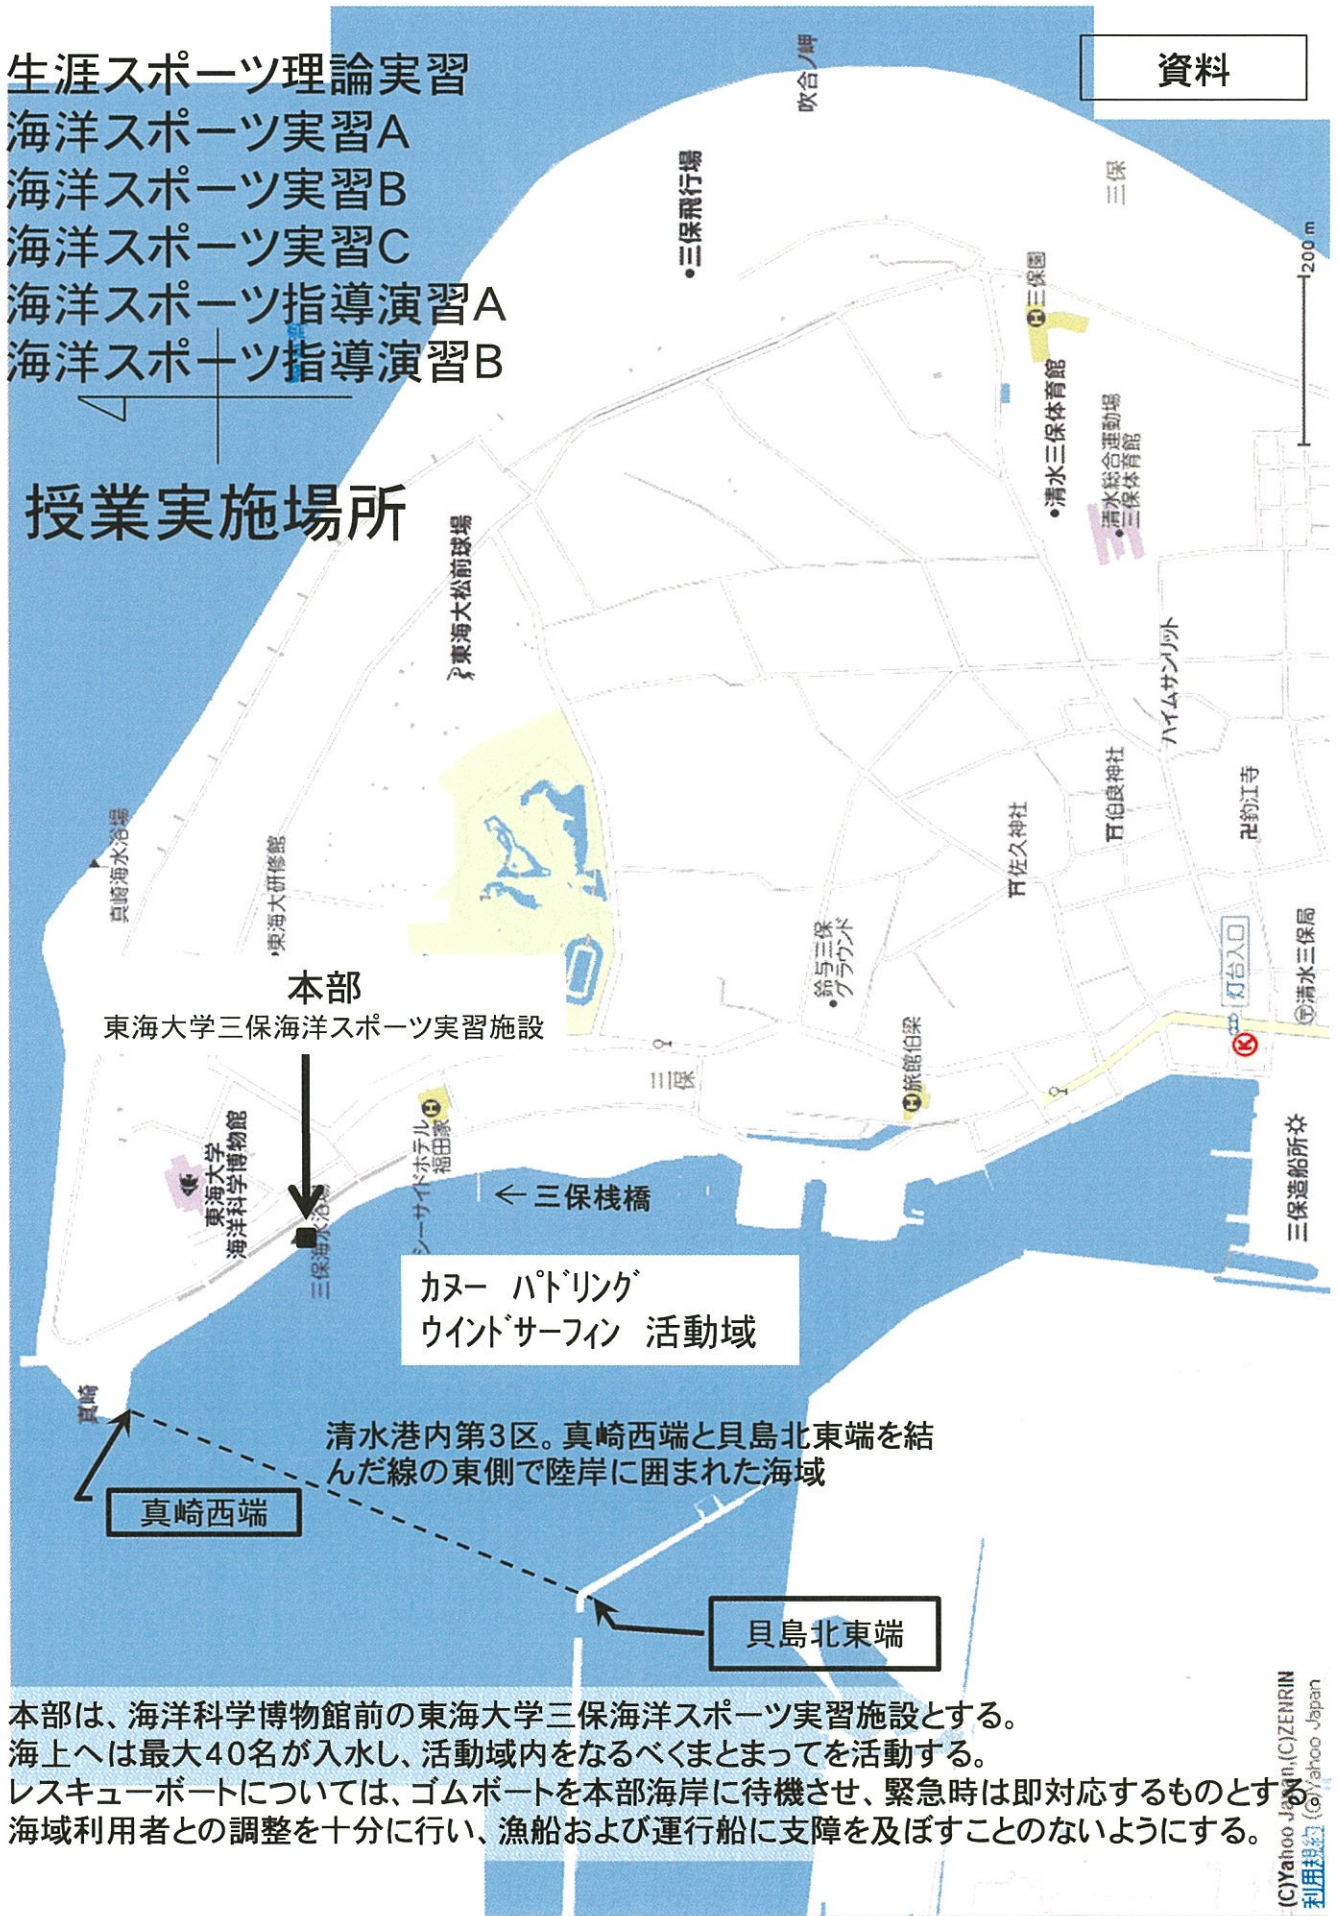 生涯スポーツ理論実習
海洋スポーツ実習A
海洋スポーツ実習B
海洋スポーツ実習C
海洋スポーツ指導演習A
海洋スポーツ指導演習B
授業実施場所
資料
吹合ノ岬
三保飛行場
三保
200 m
三保園
清水三保体育館
清水総合運動場
三保体育館
東海大松前球場
ハイムサンリット
真崎海水浴場
東海大研修館
佐久神社
伯良神社
釣江寺
鈴与三保
グラウンド
灯台入口
清水三保局
本部
東海大学三保海洋スポーツ実習施設
三保
旅館伯梁
K
東海大学
海洋科学博物館
シーサイドホテル
福田家
三保海水浴場
← 三保桟橋
三保造船所
カヌー パドリング
ウインドサーフィン 活動域
真崎
清水港内第3区。真崎西端と貝島北東端を結
んだ線の東側で陸岸に囲まれた海域
真崎西端
貝島北東端
本部は、海洋科学博物館前の東海大学三保海洋スポーツ実習施設とする。
海上へは最大40名が入水し、活動域内をなるべくまとまってを活動する。
レスキューボートについては、ゴムボートを本部海岸に待機させ、緊急時は即対応するものとする。
海域利用者との調整を十分に行い、漁船および運行船に支障を及ぼすことのないようにする。
(C)Yahoo Japan,(C)ZENRIN
利用規約 (C)Yahoo Japan